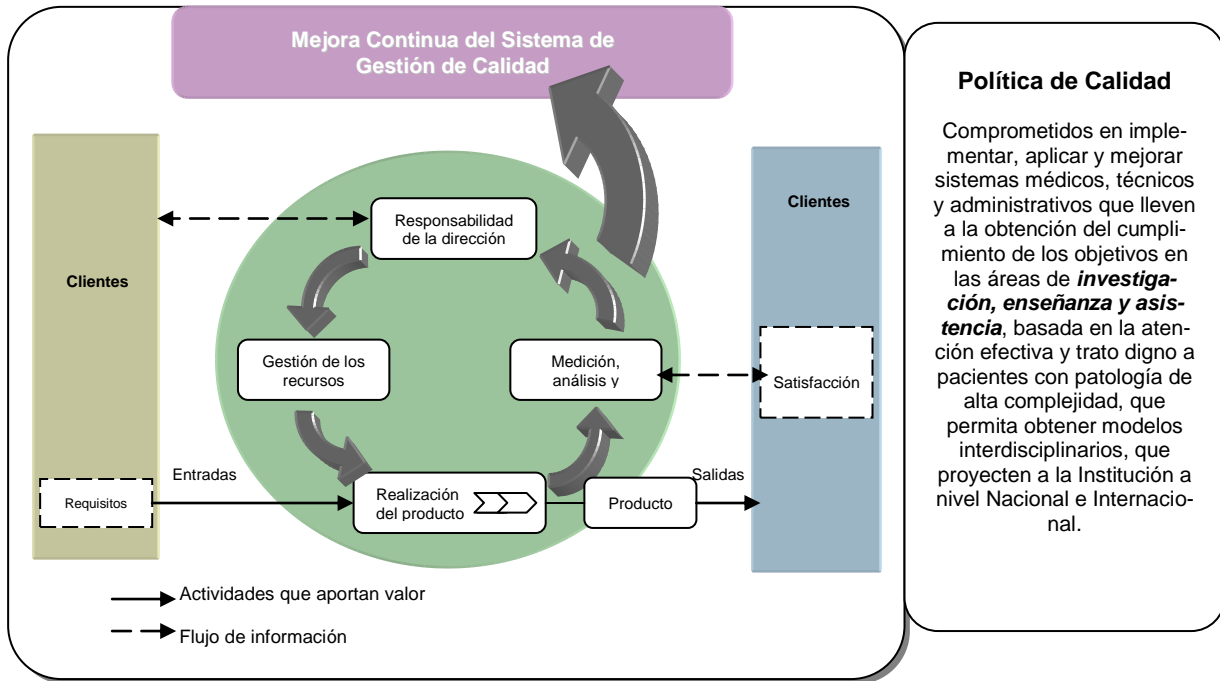 Mejora Continua del Sistema de
Gestión de Calidad
Clientes
Requisitos
Entradas
Responsabilidad
de la dirección
Gestión de los
recursos
Medición,
análisis y
Realización
del producto
Producto
Salidas
Clientes
Satisfacción
Actividades que aportan valor
Flujo de información
Política de Calidad
Comprometidos en imple-
mentar, aplicar y mejorar
sistemas médicos, técnicos
y administrativos que lleven
a la obtención del cumpli-
miento de los objetivos en
las áreas de investiga-
ción, enseñanza y asis-
tencia, basada en la aten-
ción efectiva y trato digno a
pacientes con patología de
alta complejidad, que
permita obtener modelos
interdisciplinarios, que
proyecten a la Institución a
nivel Nacional e Internacio-
nal.